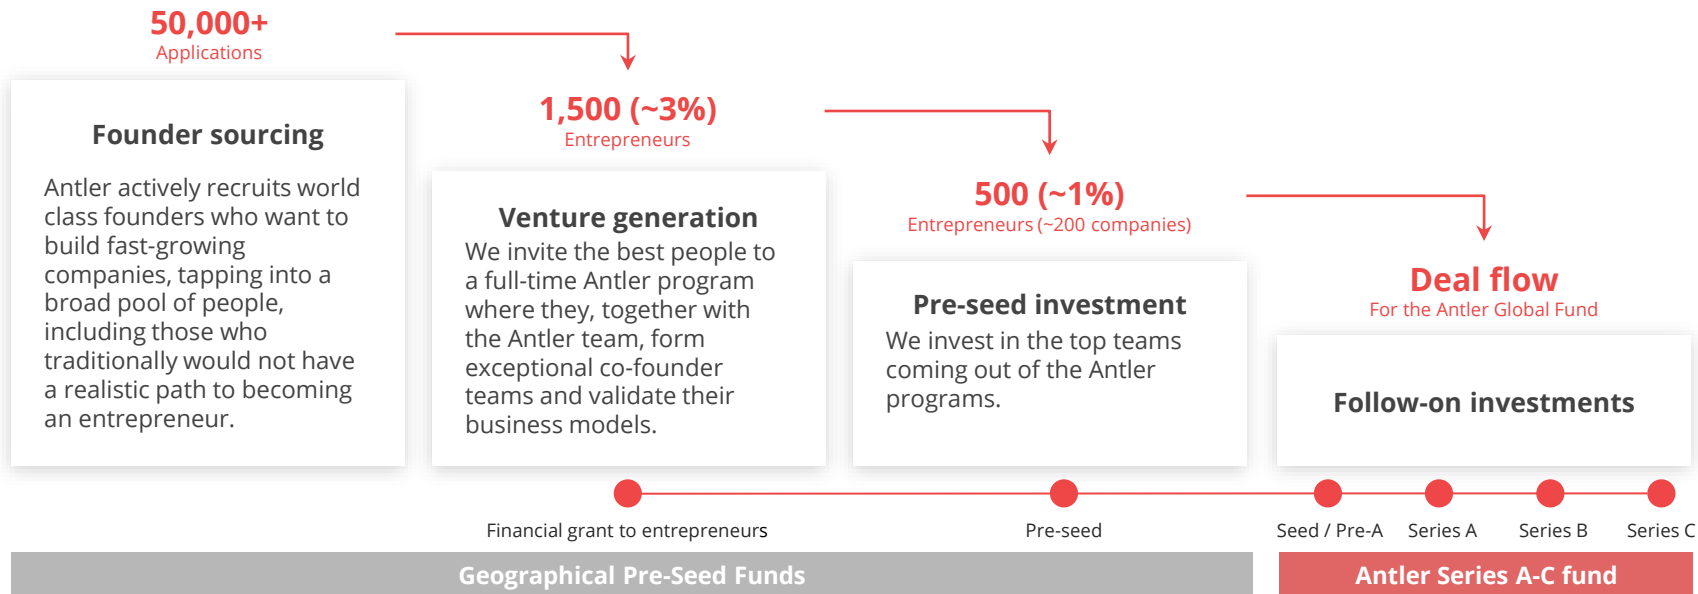 50,000+
Applications
Founder sourcing
Antler actively recruits world
class founders who want to
build fast-growing
companies, tapping into a
broad pool of people,
including those who
traditionally would not have
a realistic path to becoming
an entrepreneur.
1,500 (~3%)
Entrepreneurs
Venture generation
We invite the best people to
a full-time Antler program
where they, together with
the Antler team, form
exceptional co-founder
teams and validate their
business models.
500 (~1%)
Entrepreneurs (~200 companies)
Pre-seed investment
We invest in the top teams
coming out of the Antler
programs.
Deal flow
For the Antler Global Fund
Follow-on investments
Financial grant to entrepreneurs
Pre-seed
Seed / Pre-A
Series A
Series B
Series C
Geographical Pre-Seed Funds
Antler Series A-C fund